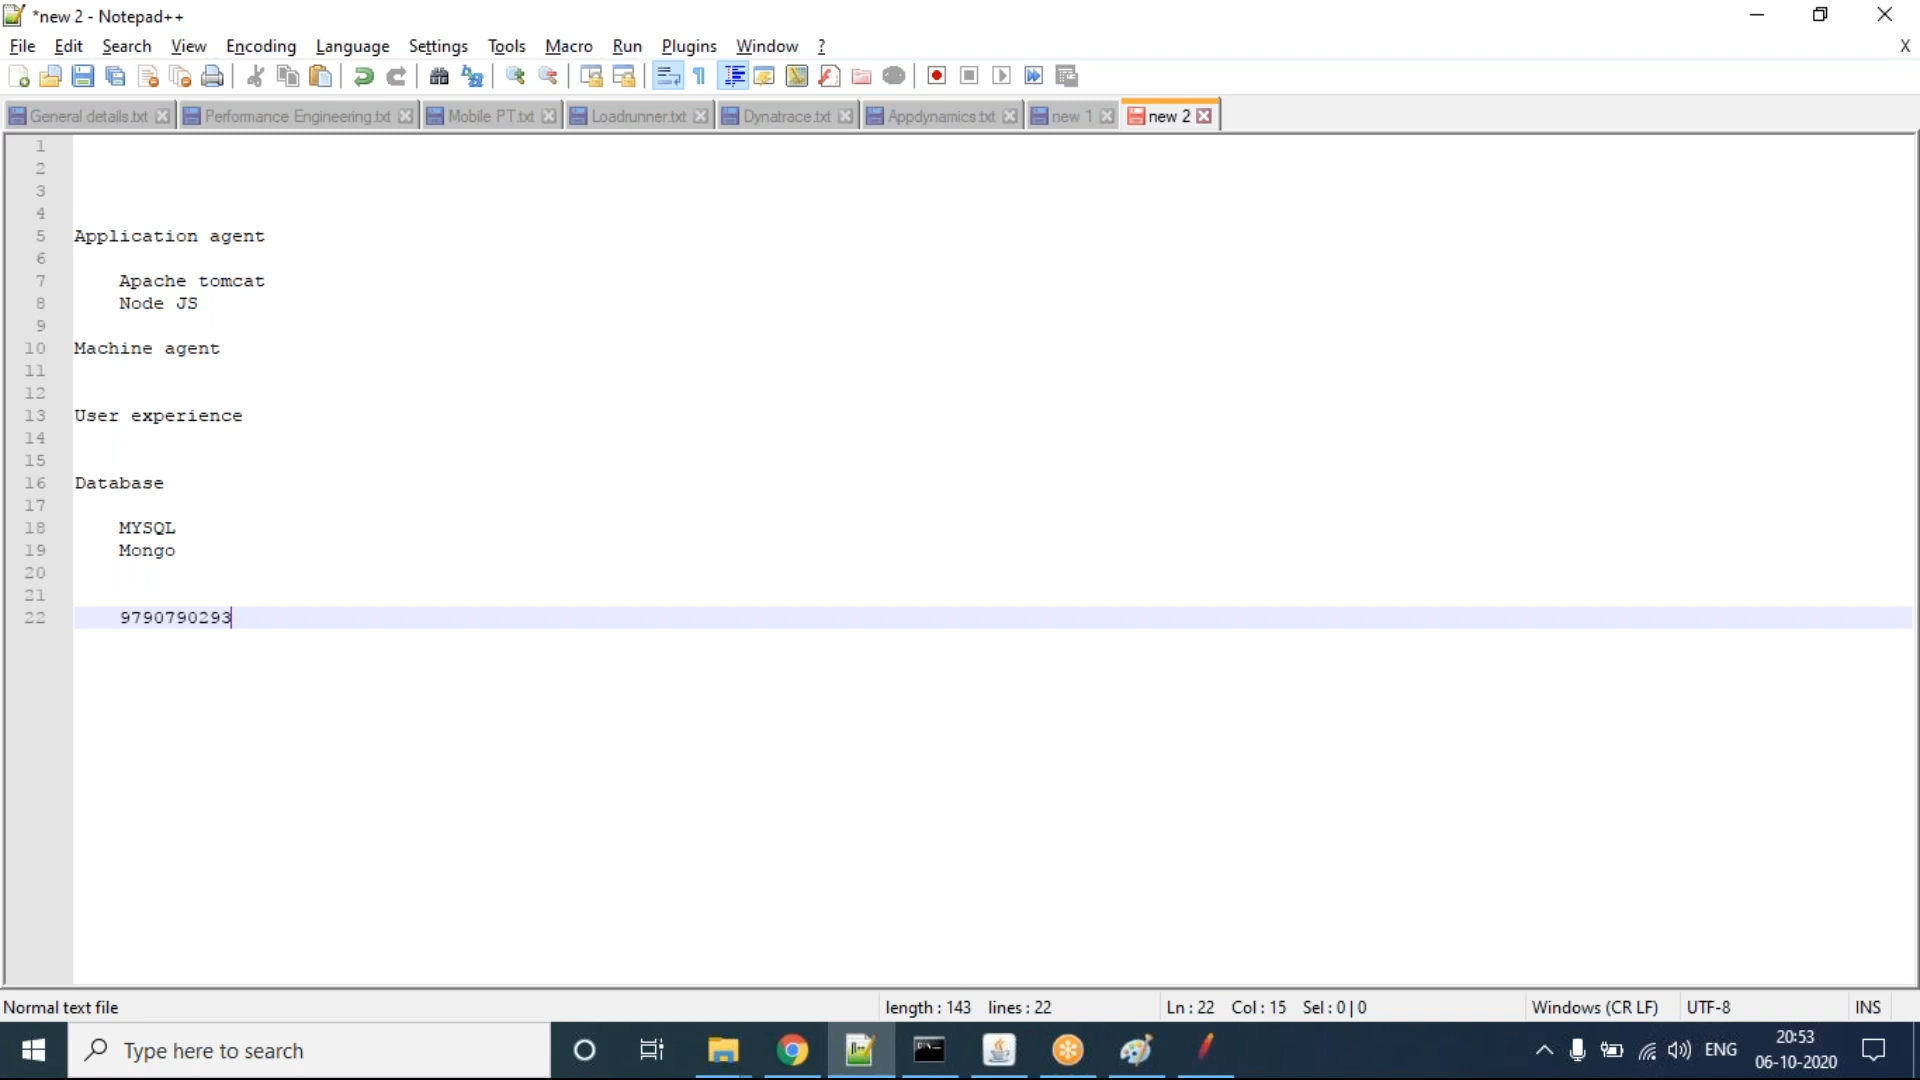 *new 2 - Notepad++
File Edit Search View Encoding Language Settings Tools Macro Run Plugins Window ? X
General details.txt Performance Engineering.txt Mobile PT.txt Loadrunner.txt Dynatrace.txt Appdynamics.txt new 1 new 2
1
2
3
4
5 Application agent
6
7 Apache tomcat
8 Node JS
9
10 Machine agent
11
12
13 User experience
14
15
16 Database
17
18 MYSQL
19 Mongo
20
21
22 9790790293
Normal text file length : 143 lines : 22 Ln : 22 Col : 15 Sel : 0 | 0 Windows (CR LF) UTF-8 INS
Type here to search ENG 20:53
06-10-2020